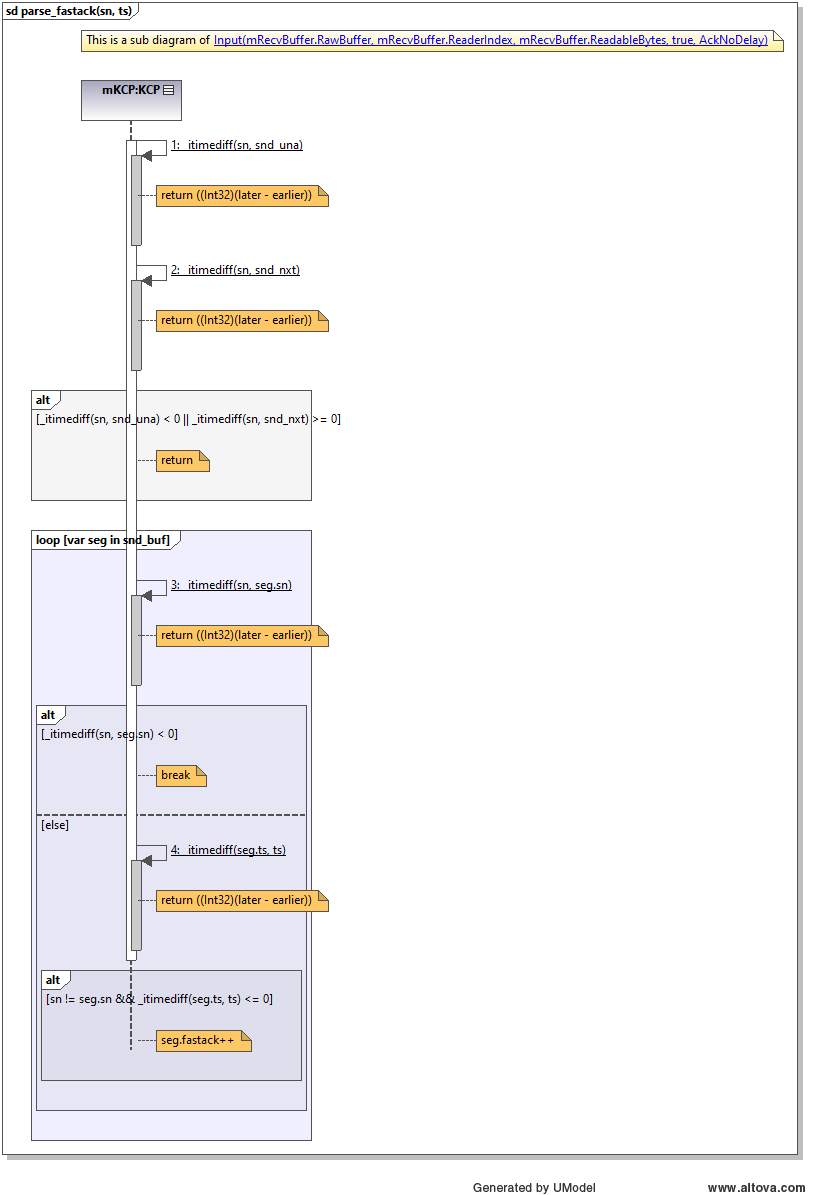 sd parse_fastack(sn, ts)
This is a sub diagram of Input(mRecvBuffer.RawBuffer, mRecvBuffer.ReaderIndex, mRecvBuffer.ReadableBytes, true, AckNoDelay)
mKCP:KCP
1: _itimediff(sn, snd_una)
return ((Int32)(later - earlier))
2: _itimediff(sn, snd_nxt)
return ((Int32)(later - earlier))
alt
[_itimediff(sn, snd_una) < 0 || _itimediff(sn, snd_nxt) >= 0]
return
loop [var seg in snd_buf]
3: _itimediff(sn, seg.sn)
return ((Int32)(later - earlier))
alt
[_itimediff(sn, seg.sn) < 0]
break
[else]
4: _itimediff(seg.ts, ts)
return ((Int32)(later - earlier))
alt
[sn != seg.sn && _itimediff(seg.ts, ts) <= 0]
seg.fastack++
Generated by UModel
www.altova.com